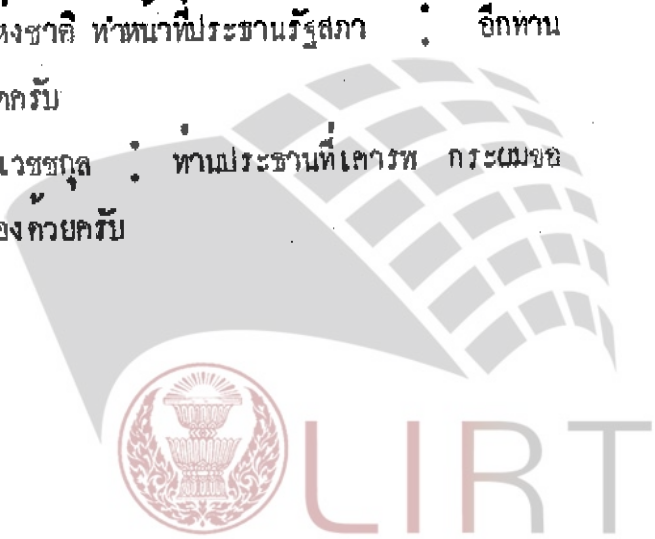 หงชาติ ทำหน้าที่ประธานรัฐสภา : อีกท่าน
ครับ
เวชชกุล : ท่านประธานที่เคารพ กระผมขอ
องด้วยครับ
LIRT